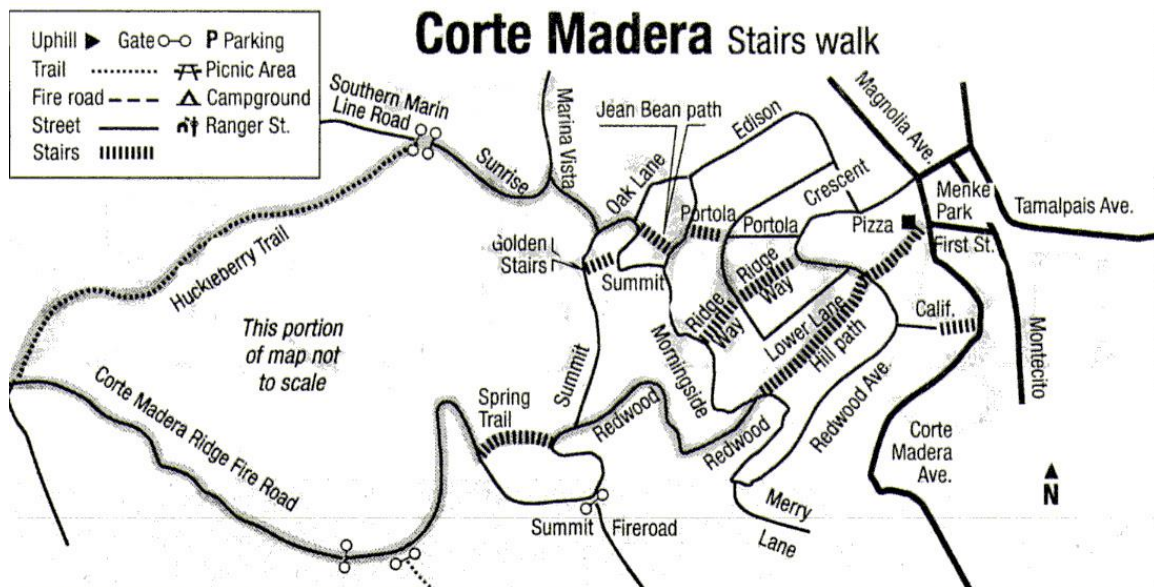 Corte Madera Stairs walk
Uphill Gate P Parking
Trail Picnic Area
Fire road Campground
Street Ranger St.
Stairs
Southern Marin
Line Road
Sunrise
Marina Vista
Jean Bean path
Oak Lane
Edison
Crescent
Magnolia Ave.
Menke
Park
Tamalpais Ave.
Portola
Portola
Pizza
First St.
Golden
Stairs
Summit
Huckleberry Trail
Ridge
Way
Ridge
Way
Calif.
Lower Lane
Hill path
Montecito
This portion
of map not
to scale
Morningside
Summit
Corte Madera Ridge Fire Road
Spring
Trail
Redwood
Redwood
Redwood Ave.
Corte
Madera
Ave.
N
Merry
Lane
Summit Fireroad